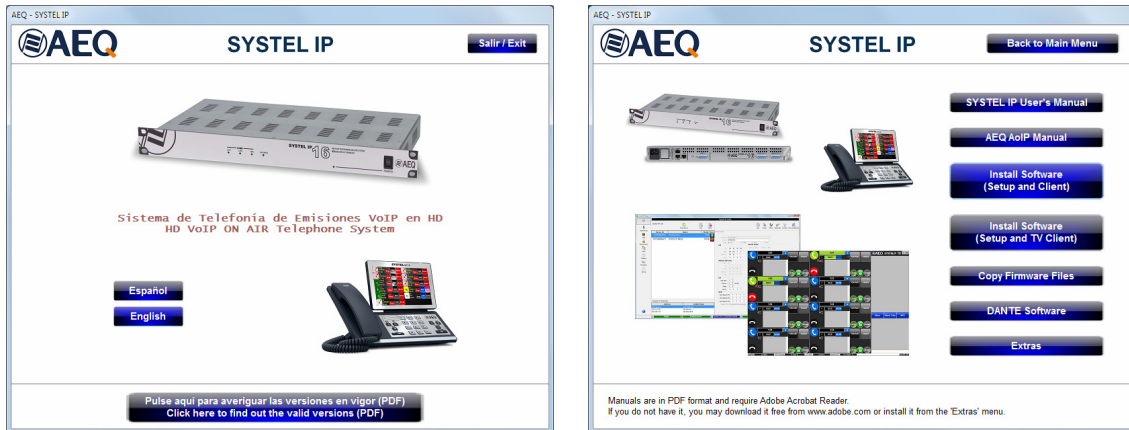 AEQ - SYSTEL IP
AEQ
SYSTEL IP
Salir / Exit
SYSTEL IP 16
AEQ
Sistema de Telefonía de Emisiones VoIP en HD
HD VoIP ON AIR Telephone System
Español
English
Pulse aquí para averiguar las versiones en vigor (PDF)
Click here to find out the valid versions (PDF)
AEQ - SYSTEL IP
AEQ
SYSTEL IP
Back to Main Menu
SYSTEL IP User's Manual
AEQ AoIP Manual
Install Software
(Setup and Client)
Install Software
(Setup and TV Client)
Copy Firmware Files
DANTE Software
Extras
Manuals are in PDF format and require Adobe Acrobat Reader.
If you do not have it, you may download it free from www.adobe.com or install it from the 'Extras' menu.